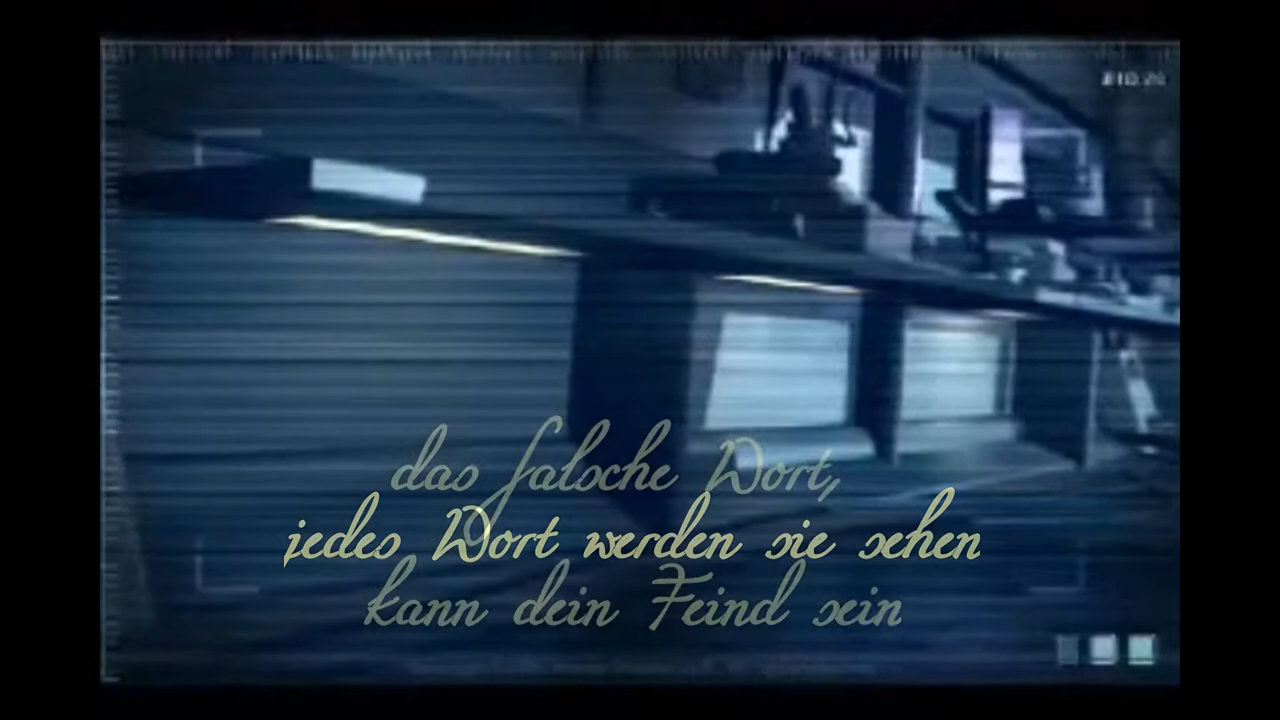 das falsche Wort,
jedes Wort werden sie sehen
kann dein Feind sein